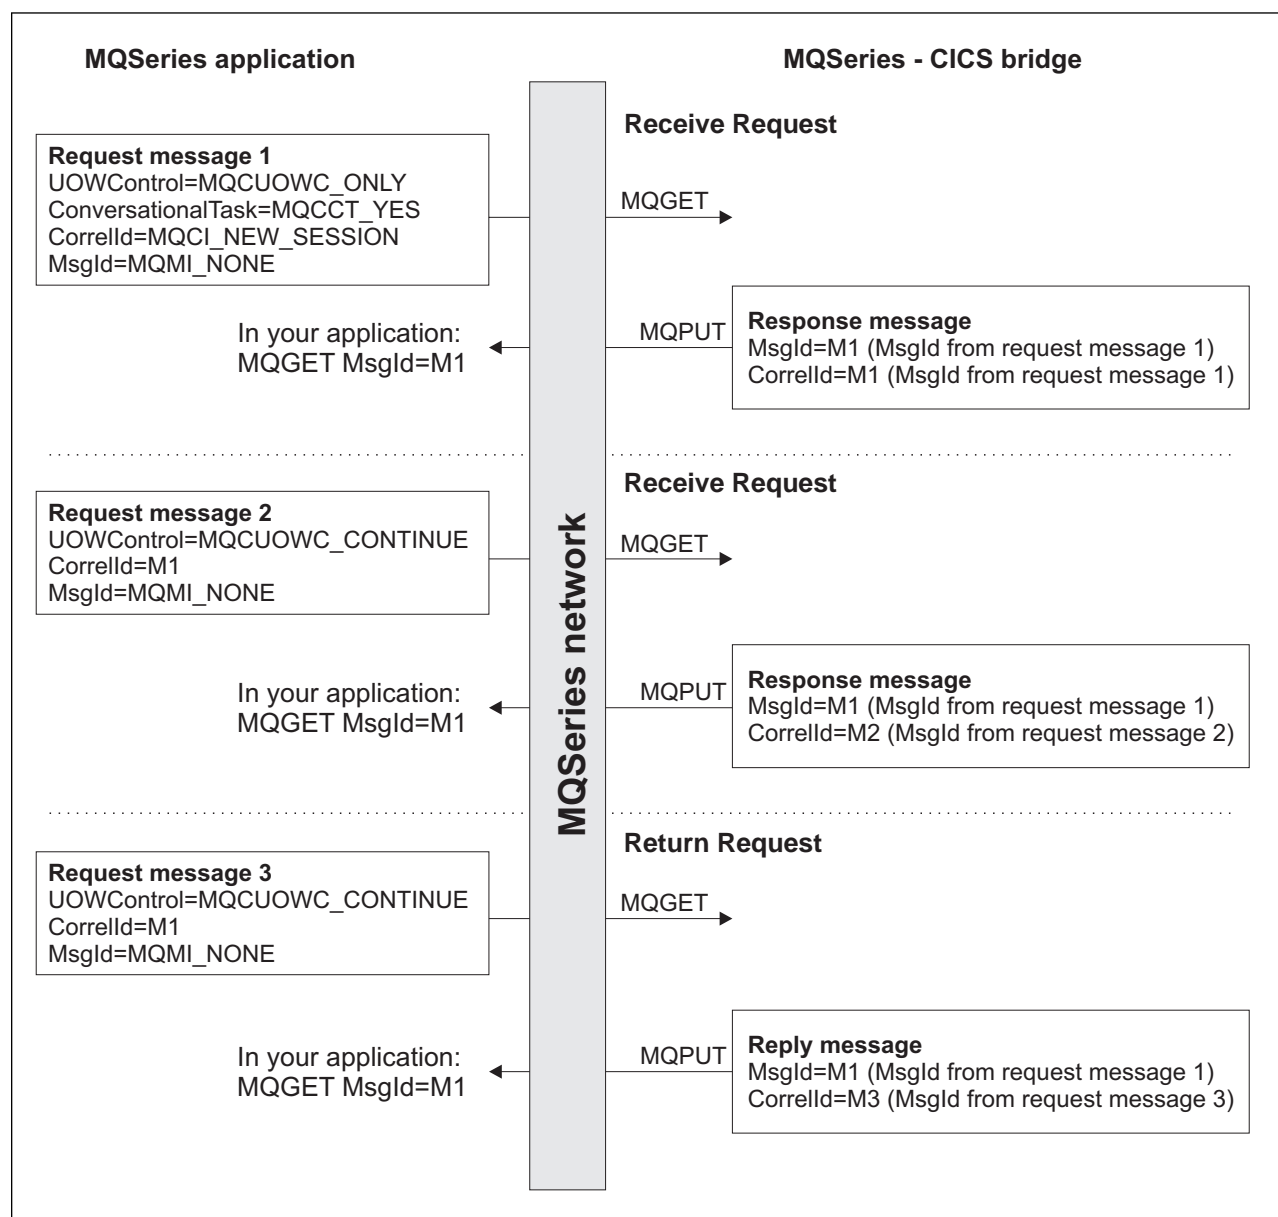 MQSeries application
MQSeries - CICS bridge
Receive Request
Request message 1
UOWControl=MQCUOWC_ONLY
ConversationalTask=MQCCT_YES
CorrelId=MQCI_NEW_SESSION
MsgId=MQMI_NONE
MQGET
In your application:
MQGET MsgId=M1
MQPUT
Response message
MsgId=M1 (MsgId from request message 1)
CorrelId=M1 (MsgId from request message 1)
MQSeries network
Receive Request
Request message 2
UOWControl=MQCUOWC_CONTINUE
CorrelId=M1
MsgId=MQMI_NONE
MQGET
In your application:
MQGET MsgId=M1
MQPUT
Response message
MsgId=M1 (MsgId from request message 1)
CorrelId=M2 (MsgId from request message 2)
Return Request
Request message 3
UOWControl=MQCUOWC_CONTINUE
CorrelId=M1
MsgId=MQMI_NONE
MQGET
In your application:
MQGET MsgId=M1
MQPUT
Reply message
MsgId=M1 (MsgId from request message 1)
CorrelId=M3 (MsgId from request message 3)